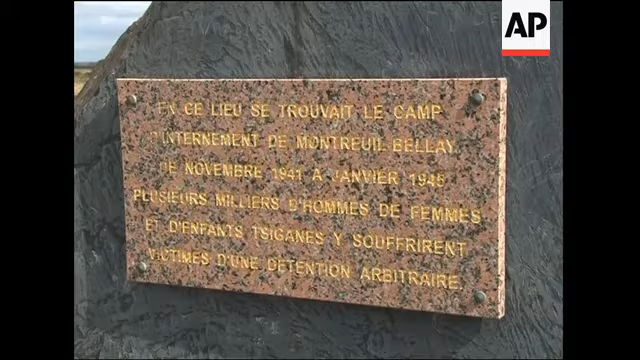 AP
EN CE LIEU SE TROUVAIT LE CAMP
D'INTERNEMENT DE MONTREUIL BELLAY.
DE NOVEMBRE 1941 A JANVIER 1945
PLUSIEURS MILLIERS D'HOMMES DE FEMMES
ET D'ENFANTS TSIGANES Y SOUFFRIRENT
VICTIMES D'UNE DETENTION ARBITRAIRE.